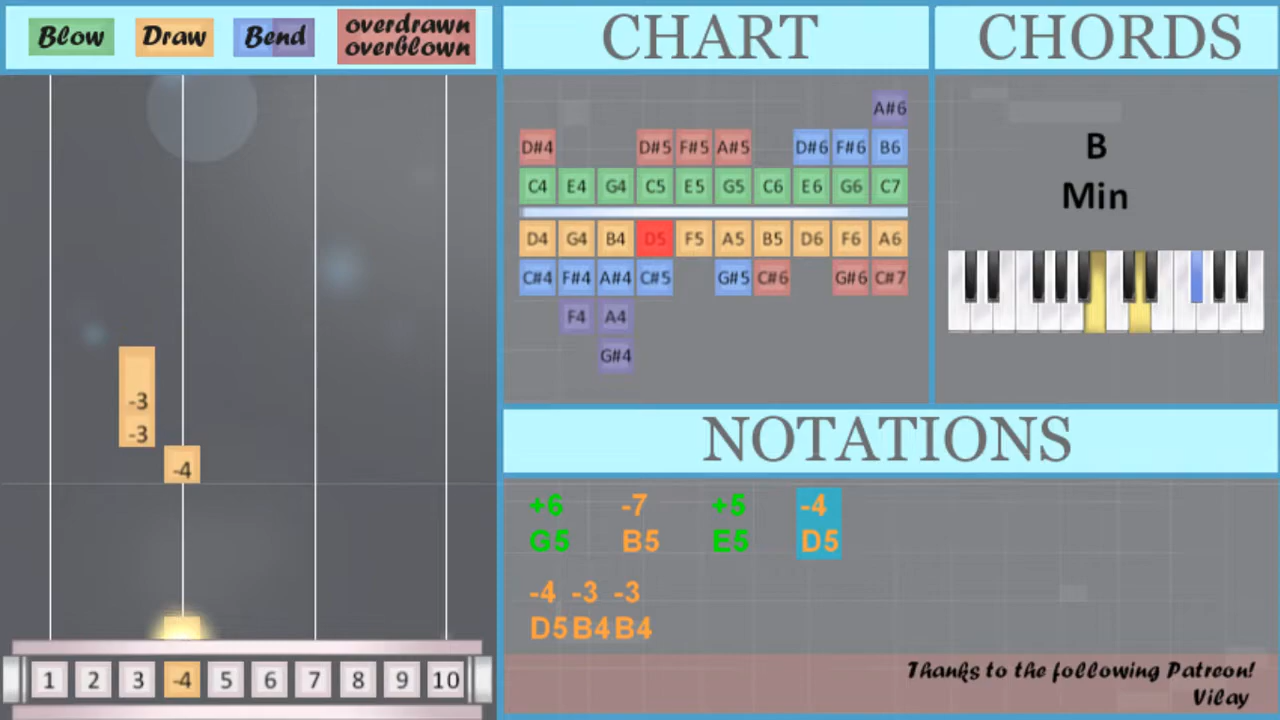 Blow Draw Bend overdrawn
overblown
CHART
CHORDS
A#6
D#4 D#5 F#5 A#5 D#6 F#6 B6
C4 E4 G4 C5 E5 G5 C6 E6 G6 C7
D4 G4 B4 D5 F5 A5 B5 D6 F6 A6
C#4 F#4 A#4 C#5 G#5 C#6 G#6 C#7
F4 A4
G#4
B
Min
-3
-3
-4
NOTATIONS
+6 -7 +5 -4
G5 B5 E5 D5
-4 -3 -3
D5 B4 B4
1 2 3 -4 5 6 7 8 9 10
Thanks to the following Patreon!
Vilay